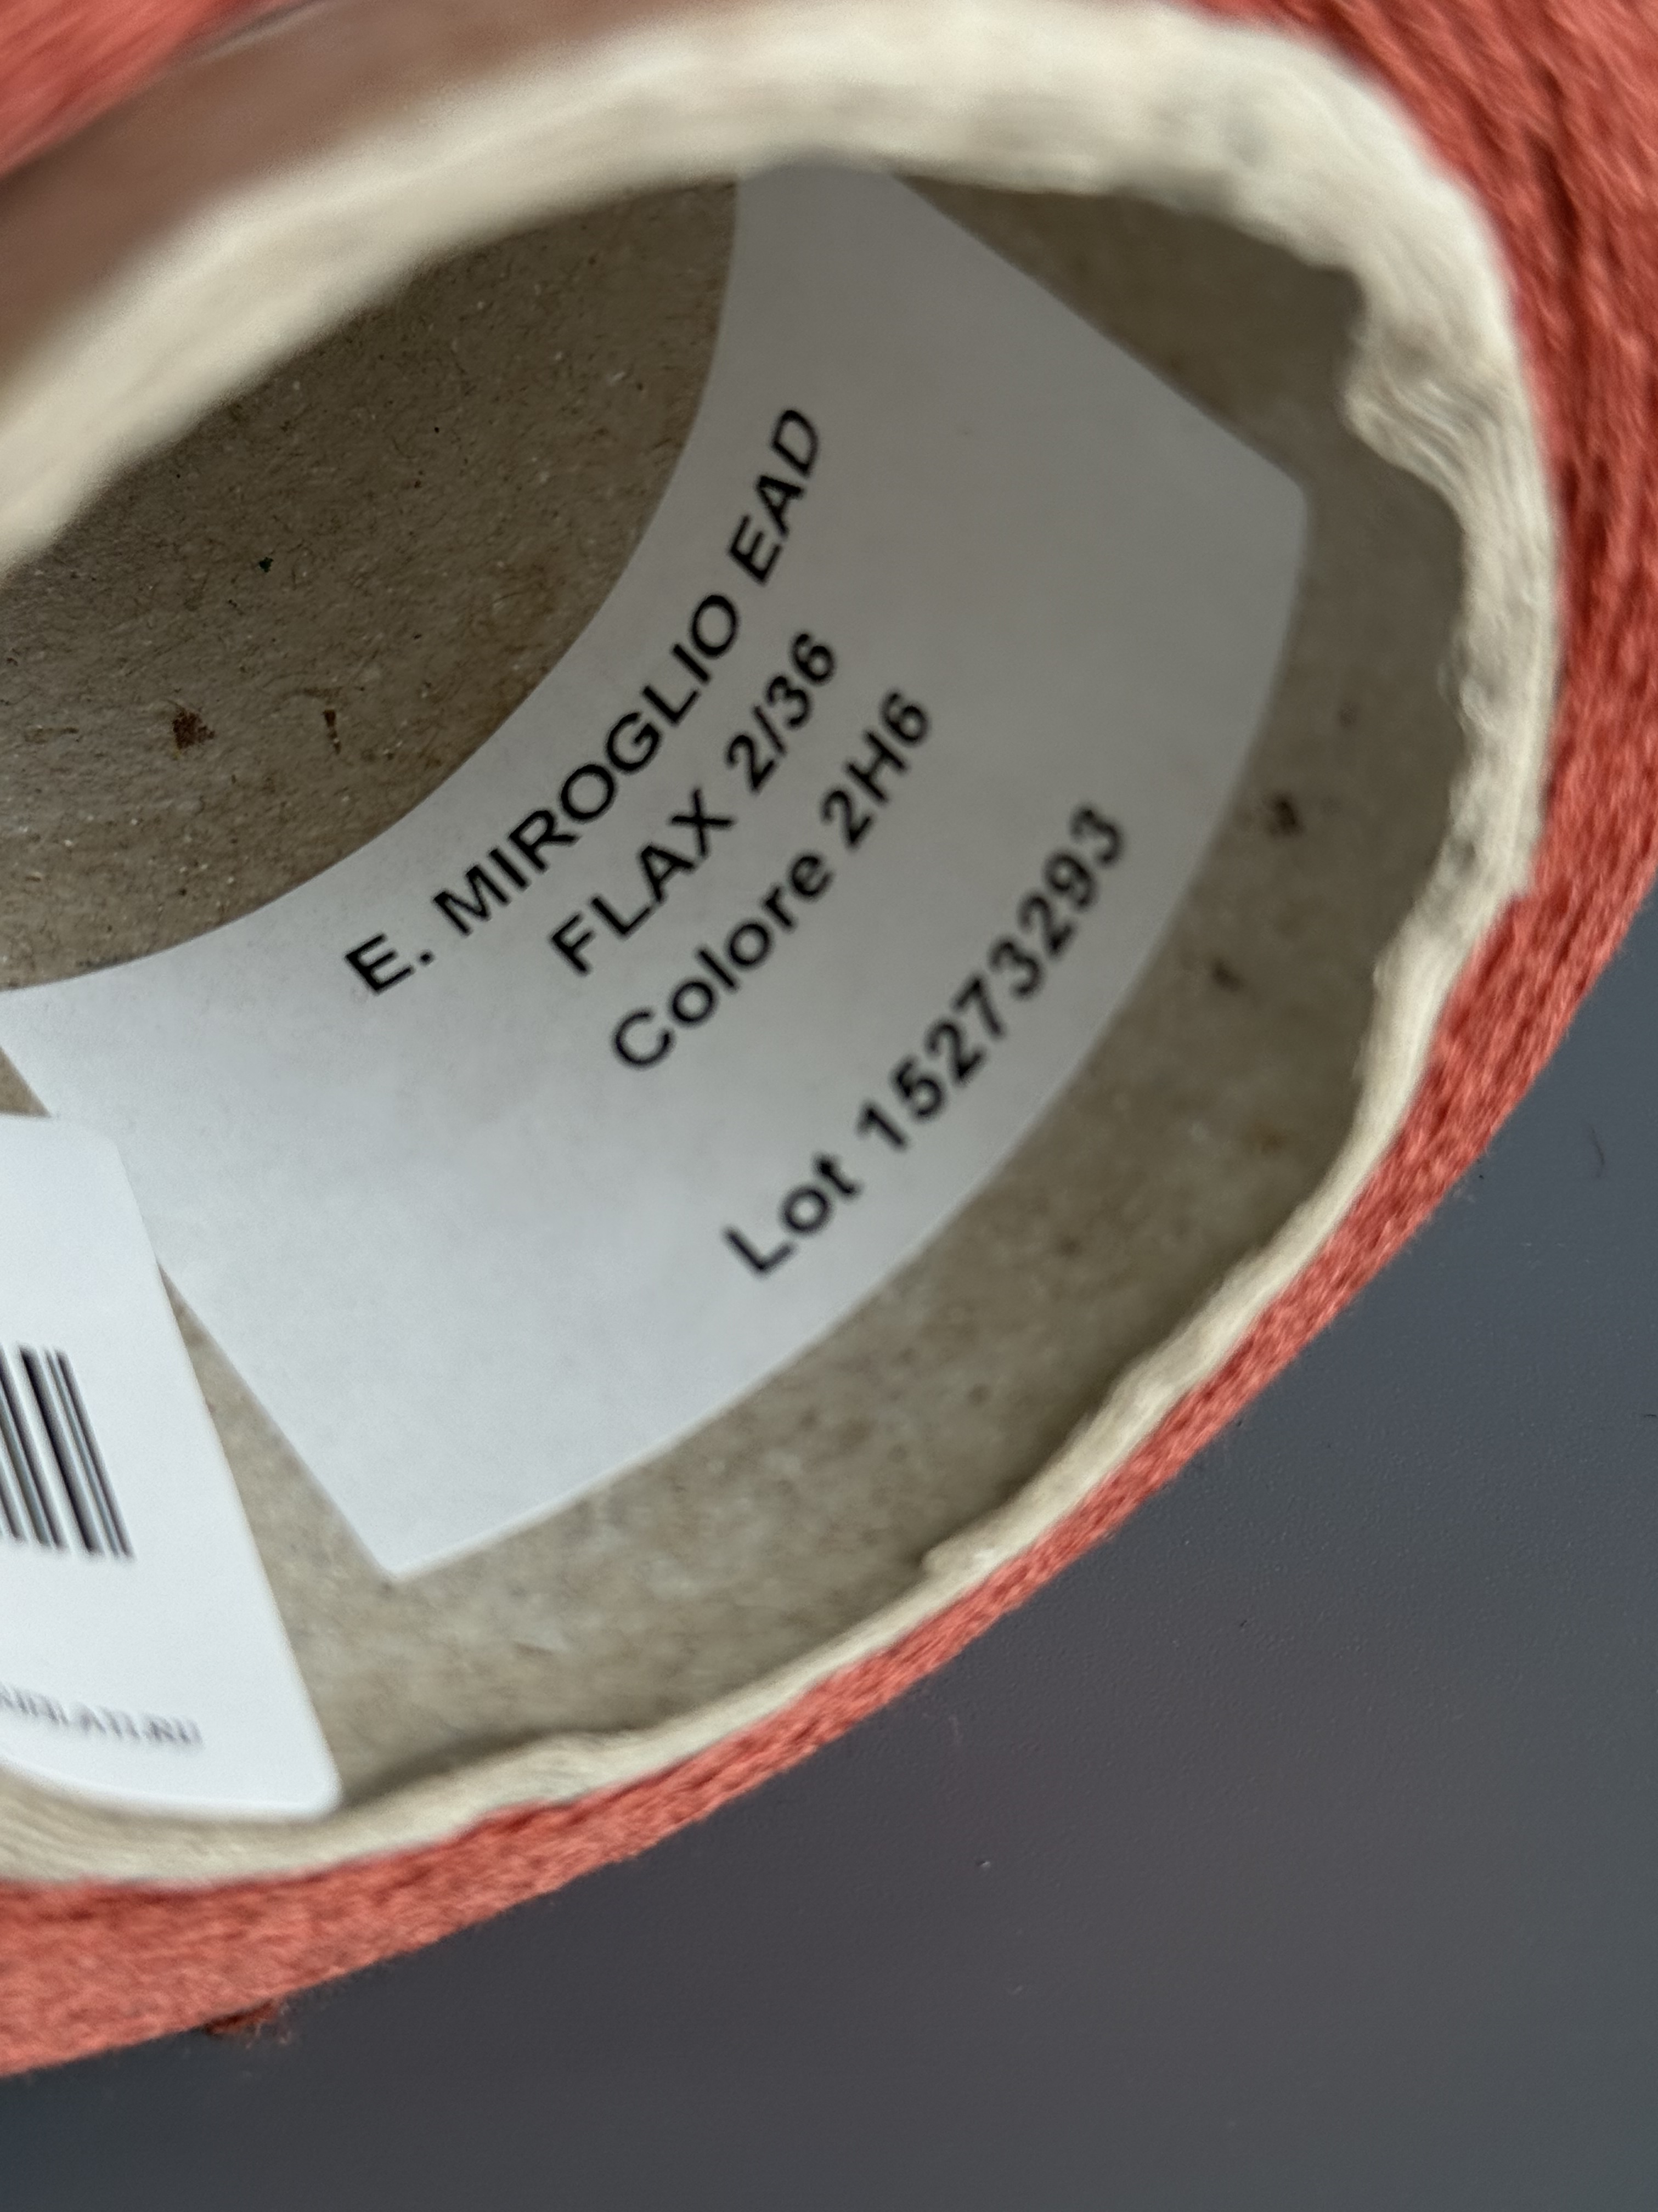 E. MIROGLIO EAD
FLAX 2/36
Colore 2H6
Lot 15273293